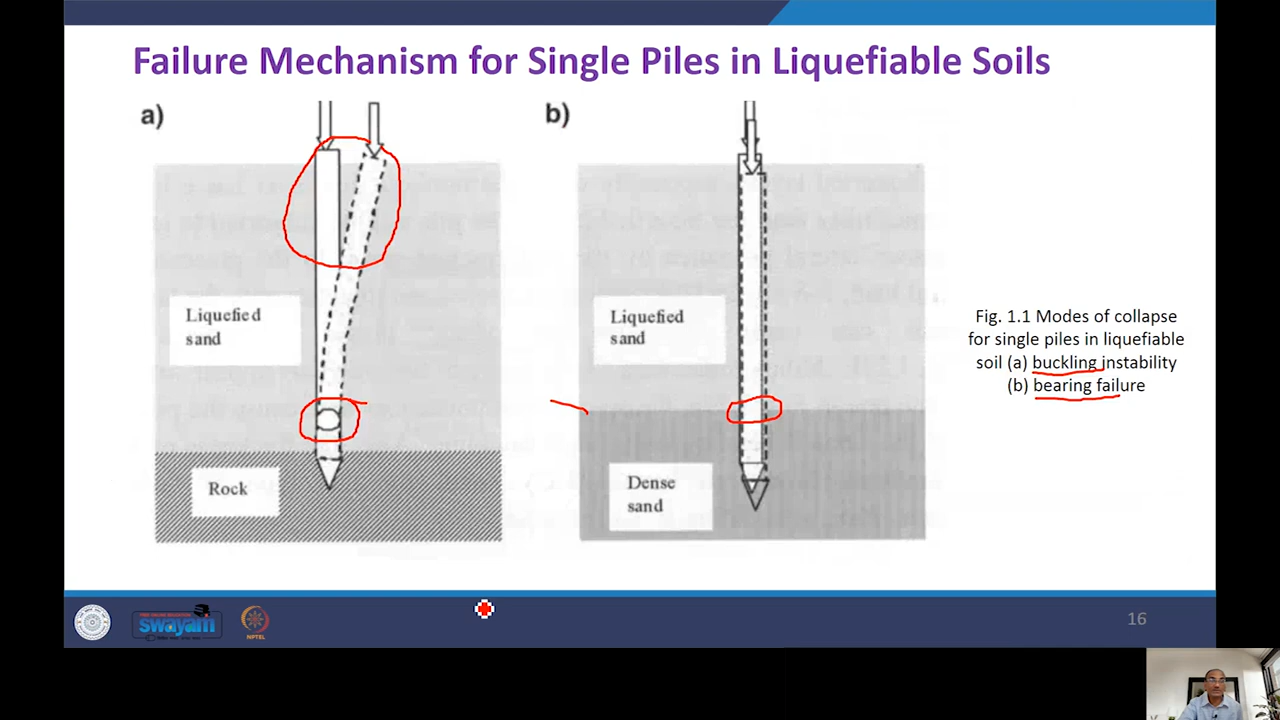 Failure Mechanism for Single Piles in Liquefiable Soils
a)
b)
Liquefied
sand
Rock
Liquefied
sand
Dense
sand
Fig. 1.1 Modes of collapse
for single piles in liquefiable
soil (a) buckling instability
(b) bearing failure
swayam
NPTEL
16